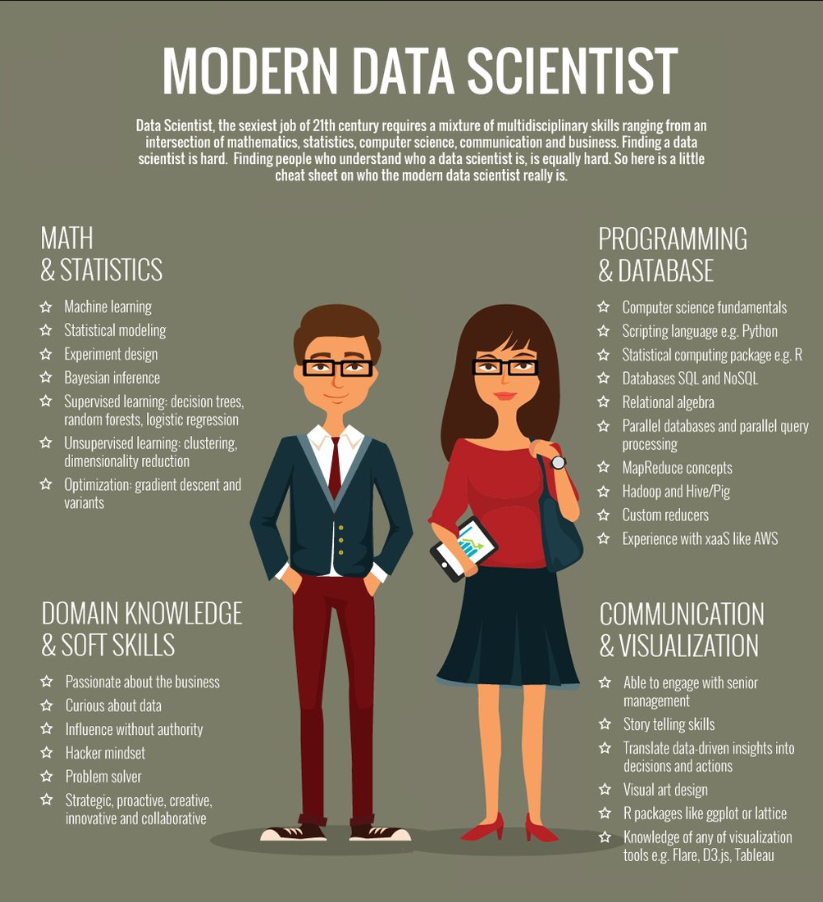 MODERN DATA SCIENTIST
Data Scientist, the sexiest job of 21th century requires a mixture of multidisciplinary skills ranging from an
intersection of mathematics, statistics, computer science, communication and business. Finding a data
scientist is hard. Finding people who understand who a data scientist is, is equally hard. So here is a little
cheat sheet on who the modern data scientist really is.
MATH
& STATISTICS
Machine learning
Statistical modeling
Experiment design
Bayesian inference
Supervised learning: decision trees,
random forests, logistic regression
Unsupervised learning: clustering,
dimensionality reduction
Optimization: gradient descent and
variants
PROGRAMMING
& DATABASE
Computer science fundamentals
Scripting language e.g. Python
Statistical computing package e.g. R
Databases SQL and NoSQL
Relational algebra
Parallel databases and parallel query
processing
MapReduce concepts
Hadoop and Hive/Pig
Custom reducers
Experience with xaaS like AWS
DOMAIN KNOWLEDGE
& SOFT SKILLS
Passionate about the business
Curious about data
Influence without authority
Hacker mindset
Problem solver
Strategic, proactive, creative,
innovative and collaborative
COMMUNICATION
& VISUALIZATION
Able to engage with senior
management
Story telling skills
Translate data-driven insights into
decisions and actions
Visual art design
R packages like ggplot or lattice
Knowledge of any of visualization
tools e.g. Flare, D3.js, Tableau